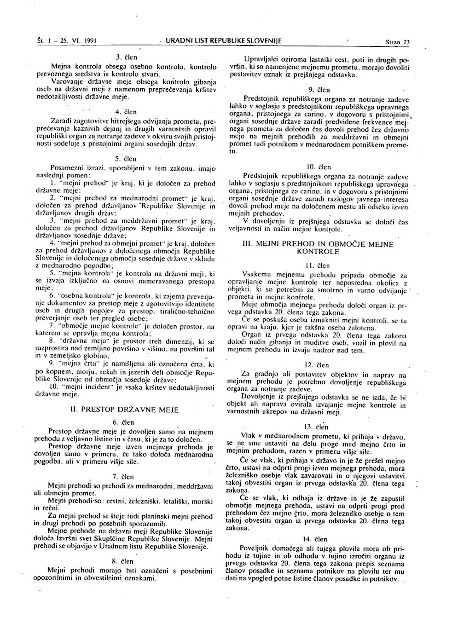 Št. 1 – 25. VI. 1991
URADNI LIST REPUBLIKE SLOVENIJE
Stran 23
3. člen
Mejna kontrola obsega osebno kontrolo, kontrolo
prevoznega sredstva in kontrolo stvari.
Varovanje državne meje obsega kontrolo gibanja
oseb na državni meji z namenom preprečevanja kršitev
nedotakljivosti državne meje.
4. člen
Zaradi zagotovitve hitrejšega odvijanja prometa, pre-
prečevanja kaznivih dejanj in drugih varnostnih opravil
republiški organ za notranje zadeve v okviru svojih pristoj-
nosti sodeluje s pristojnimi organi sosednjih držav.
5. člen
Posamezni izrazi, uporabljeni v tem zakonu, imajo
naslednji pomen:
1. "mejni prehod" je kraj, ki je določen za prehod
državne meje;
2. "mejni prehod za mednarodni promet" je kraj,
določen za prehod državljanov Republike Slovenije in
državljanov drugih držav;
3. "mejni prehod za meddržavni promet" je kraj,
določen za prehod državljanov Republike Slovenije in
državljanov sosednje države;
4. "mejni prehod za obmejni promet" je kraj, določen
za prehod državljanov z določenega območja Republike
Slovenije in določenega območja sosednje države v skladu
z mednarodno pogodbo;
5. "mejna kontrola" je kontrola na državni meji, ki
se izvaja izključno na osnovi nameravanega prestopa
meje;
6. "osebna kontrola" je kontrola, ki zajema preverja-
nje dokumentov za prestop meje z ugotovitvijo identitete
oseb in drugih pogojev za prestop, tiralično-tehnično
preverjanje oseb ter pregled osebe;
7. "območje mejne kontrole" je določen prostor, na
katerem se opravlja mejna kontrola;
8. "državna meja" je prostor treh dimenzij, ki se
razprostira nad zemljino površino v višino, na površini tal
in v zemeljsko globino;
9. "mejna črta" je namišljena ali označena črta, ki
po kopnem, morju, rekah in jezerih deli območje Repu-
blike Slovenije od območja sosednje države;
10. "mejni incident" je vsaka kršitev nedotakljivosti
državne meje.
II. PRESTOP DRŽAVNE MEJE
6. člen
Prestop državne meje je dovoljen samo na mejnem
prehodu z veljavno listino in v času, ki je za to določen.
Prestop državne meje izven mejnega prehoda je
dovoljen samo v primeru, če tako določa mednarodna
pogodba, ali v primeru višje sile.
7. člen
Mejni prehodi so prehodi za mednarodni, meddržavni
ali obmejni promet.
Mejni prehodi so: cestni, železniški, letališki, morski
in rečni.
Za mejni prehod se šteje tudi planinski mejni prehod
in drugi prehodi po posebnih sporazumih.
Mejne prehode na državni meji Republike Slovenije
določa Izvršni svet Skupščine Republike Slovenije. Mejni
prehodi se objavijo v Uradnem listu Republike Slovenije.
8. člen
Mejni prehodi morajo biti označeni s posebnimi
opozorilnimi in obvestilnimi oznakami.
Upravljalci oziroma lastniki cest, poti in drugih po-
vršin, ki so namenjene mejnemu prometu, morajo dovoliti
postavitev oznak iz prejšnjega odstavka.
9. člen
Predstojnik republiškega organa za notranje zadeve
lahko v soglasju s predstojnikom republiškega upravnega
organa, pristojnega za carino, v dogovoru s pristojnimi
organi sosednje države zaradi predvidene frekvence mej-
nega prometa za določen čas dovoli prehod čez državno
mejo na mejnih prehodih za meddržavni in obmejni
promet tudi potnikom v mednarodnem potniškem prome-
tu.
10. člen
Predstojnik republiškega organa za notranje zadeve
lahko v soglasju s predstojnikom republiškega upravnega
organa, pristojnega za carino, in v dogovoru s pristojnimi
organi sosednje države zaradi razlogov javnega interesa
dovoli prehod meje na določenem mestu ali odseku izven
mejnih prehodov.
V dovoljenju iz prejšnjega odstavka se določi čas
veljavnosti in način mejne kontrole.
III. MEJNI PREHOD IN OBMOČJE MEJNE
KONTROLE
11. člen
Vsakemu mejnemu prehodu pripada območje za
opravljanje mejne kontrole ter neposredna okolica z
objekti, ki so potrebni za smotrno in varno odvijanje
prometa in mejne kontrole.
Meje območja mejnega prehoda določi organ iz pr-
vega odstavka 20. člena tega zakona.
Če se poskuša oseba izmakniti mejni kontroli, se ta
opravi na kraju, kjer je takšna oseba zalotena.
Organ iz prvega odstavka 20. člena tega zakona
določi način gibanja in muditve oseb, vozil in plovil na
mejnem prehodu in izvaja nadzor nad tem.
12. člen
Za gradnjo ali postavitev objektov in naprav na
mejnem prehodu je potrebno dovoljenje republiškega
organa za notranje zadeve.
Dovoljenje iz prejšnjega odstavka se ne izda, če bi
objekt ali naprava ovirala izvajanje mejne kontrole in
varnostnih ukrepov na državni meji.
13. člen
Vlak v mednarodnem prometu, ki prihaja v državo,
se ne sme ustaviti na delu proge med mejno črto in
mejnim prehodom, razen v primeru višje sile.
Če se vlak, ki prihaja v državo in je že prešel mejno
črto, ustavi na odprti progi izven mejnega prehoda, mora
železniško osebje vlak zavarovati in o njegovi ustavitvi
takoj obvestiti organ iz prvega odstavka 20. člena tega
zakona.
Če se vlak, ki odhaja iz države in je že zapustil
območje mejnega prehoda, ustavi na odprti progi pred
prehodom čez mejno črto, mora železniško osebje o tem
takoj obvestiti organ iz prvega odstavka 20. člena tega
zakona.
14. člen
Poveljnik domačega ali tujega plovila mora ob pri-
hodu iz tujine in ob odhodu v tujino izročiti organu iz
prvega odstavka 20. člena tega zakona prepis seznama
članov posadke in seznama potnikov na plovilu ter mu
dati na vpogled potne listine članov posadke in potnikov.